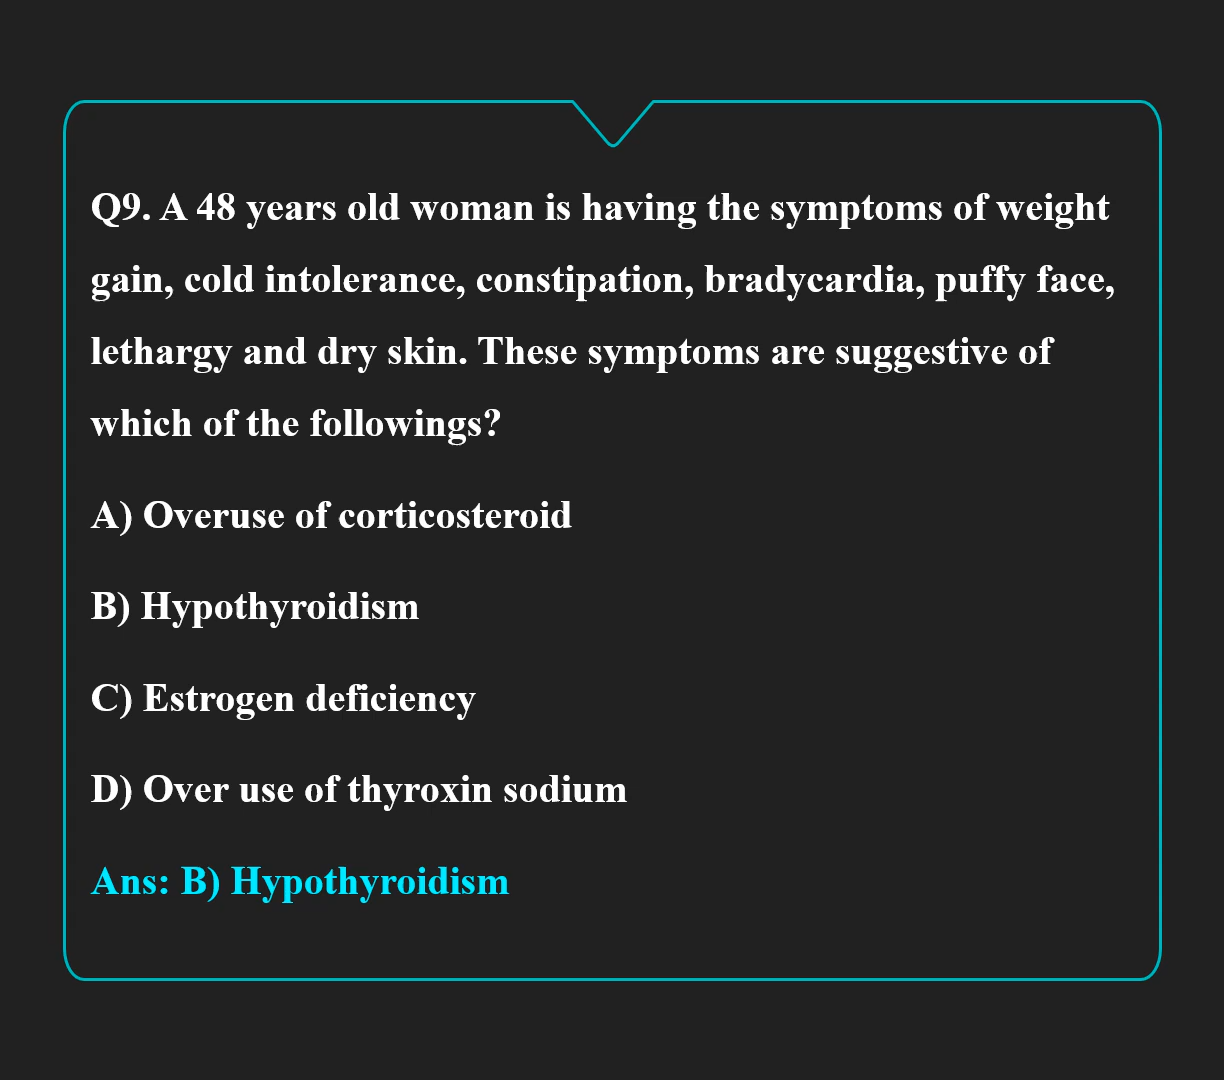 Q9. A 48 years old woman is having the symptoms of weight
gain, cold intolerance, constipation, bradycardia, puffy face,
lethargy and dry skin. These symptoms are suggestive of
which of the followings?
A) Overuse of corticosteroid
B) Hypothyroidism
C) Estrogen deficiency
D) Over use of thyroxin sodium
Ans: B) Hypothyroidism